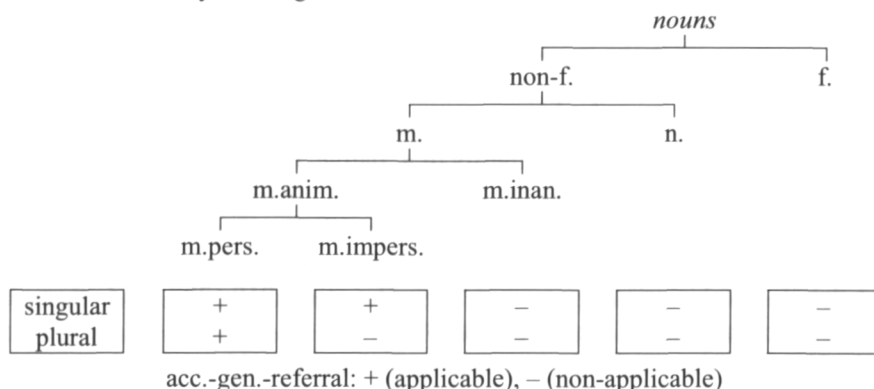 nouns
non-f. f.
m. n.
m.anim. m.inan.
m.pers. m.impers.
singular + + – – –
plural + – – – –
acc.-gen.-referral: + (applicable), – (non-applicable)